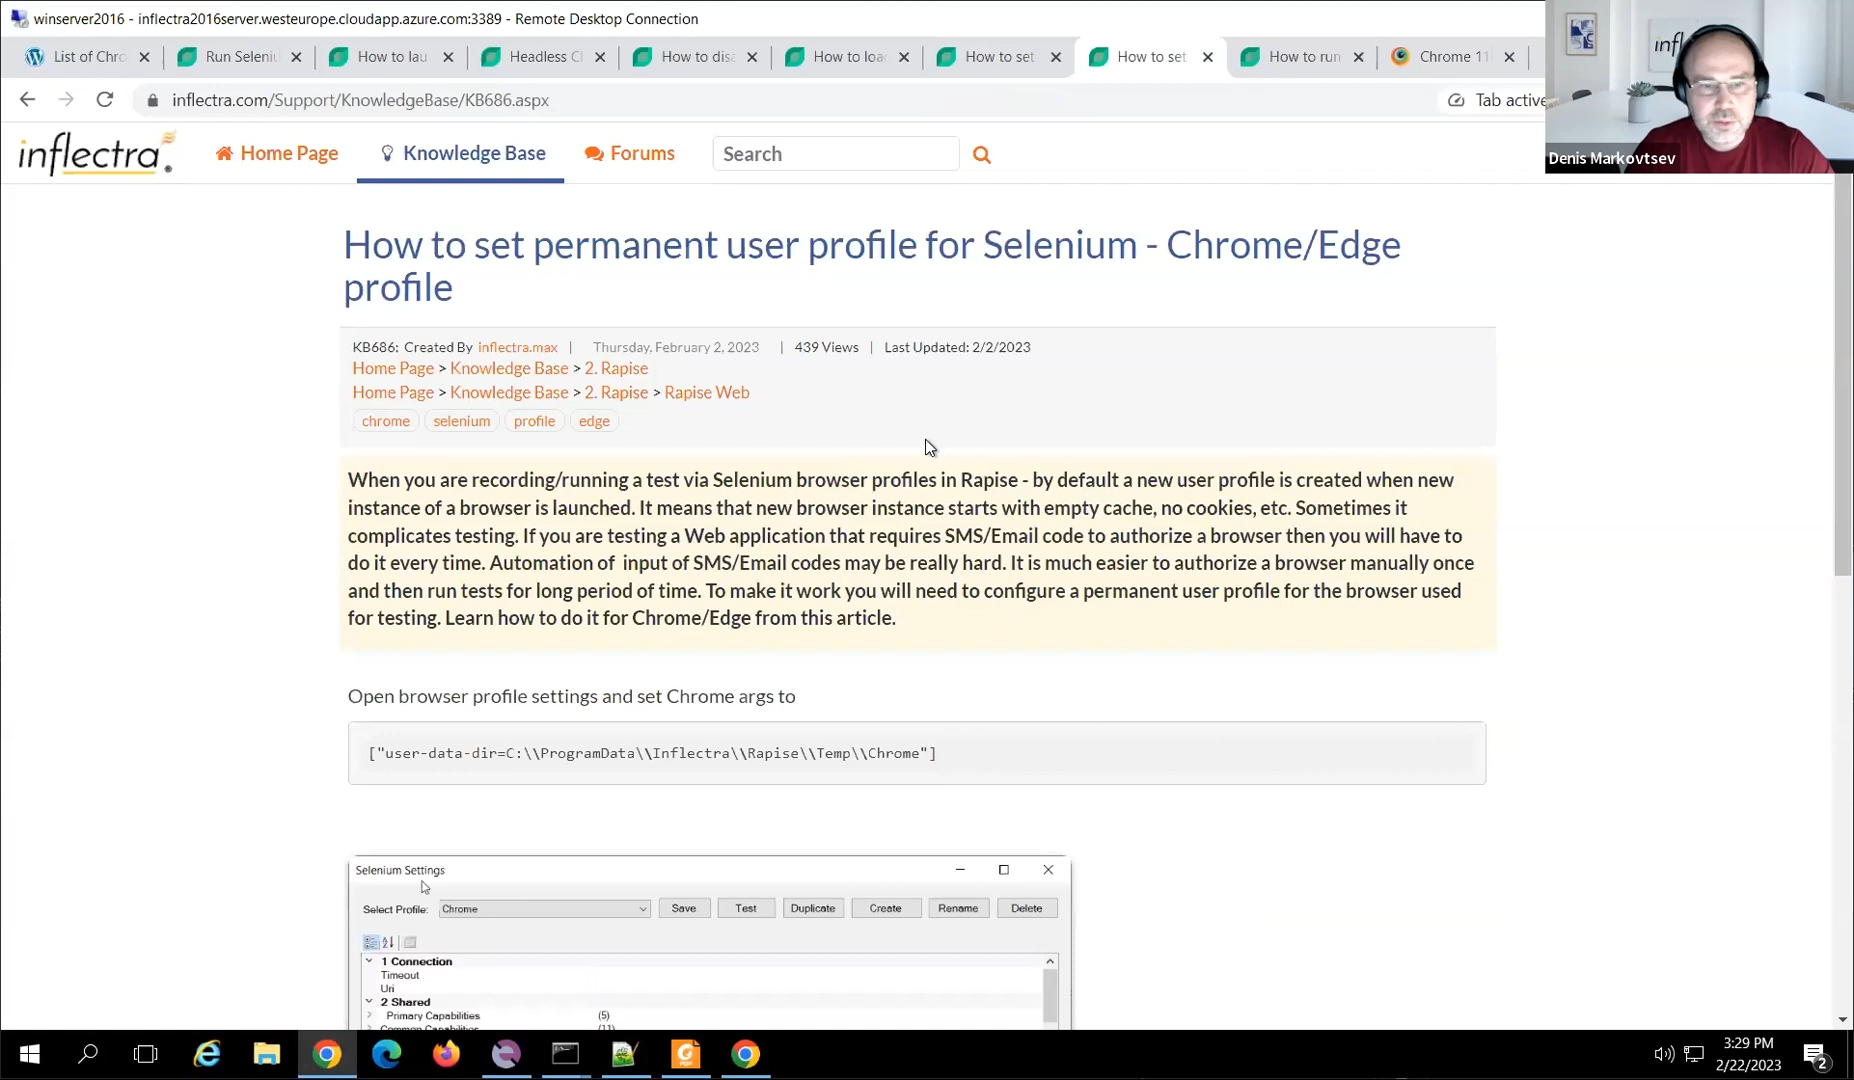 winserver2016 - inflectra2016server.westeurope.cloudapp.azure.com:3389 - Remote Desktop Connection
List of Chro
Run Seleniu
How to lau
Headless Cl
How to disa
How to loa
How to set
How to set
How to run
Chrome 11
inflectra.com/Support/KnowledgeBase/KB686.aspx
Tab active
inflectra.
Home Page
Knowledge Base
Forums
Search
Denis Markovtsev
How to set permanent user profile for Selenium - Chrome/Edge
profile
KB686: Created By inflectra.max | Thursday, February 2, 2023 | 439 Views | Last Updated: 2/2/2023
Home Page > Knowledge Base > 2. Rapise
Home Page > Knowledge Base > 2. Rapise > Rapise Web
chrome selenium profile edge
When you are recording/running a test via Selenium browser profiles in Rapise - by default a new user profile is created when new
instance of a browser is launched. It means that new browser instance starts with empty cache, no cookies, etc. Sometimes it
complicates testing. If you are testing a Web application that requires SMS/Email code to authorize a browser then you will have to
do it every time. Automation of input of SMS/Email codes may be really hard. It is much easier to authorize a browser manually once
and then run tests for long period of time. To make it work you will need to configure a permanent user profile for the browser used
for testing. Learn how to do it for Chrome/Edge from this article.
Open browser profile settings and set Chrome args to
["user-data-dir=C:\\ProgramData\\Inflectra\\Rapise\\Temp\\Chrome"]
Selenium Settings
Select Profile: Chrome Save Test Duplicate Create Rename Delete
1 Connection
Timeout
Uri
2 Shared
Primary Capabilities (5)
Common Capabilities (11)
3:29 PM
2/22/2023
2